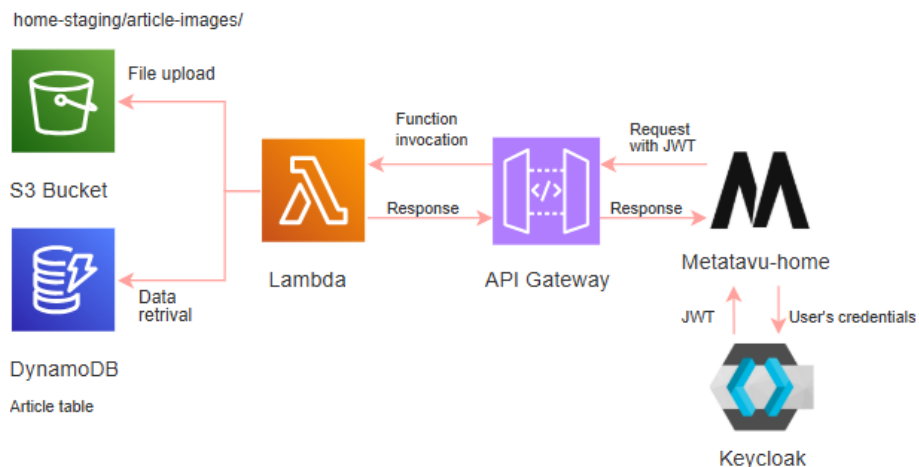 home-staging/article-images/
File upload
S3 Bucket
Function
invocation
Request
with JWT
Response
Response
Lambda
API Gateway
Metatavu-home
Data
retrival
JWT
User's credentials
DynamoDB
Article table
Keycloak